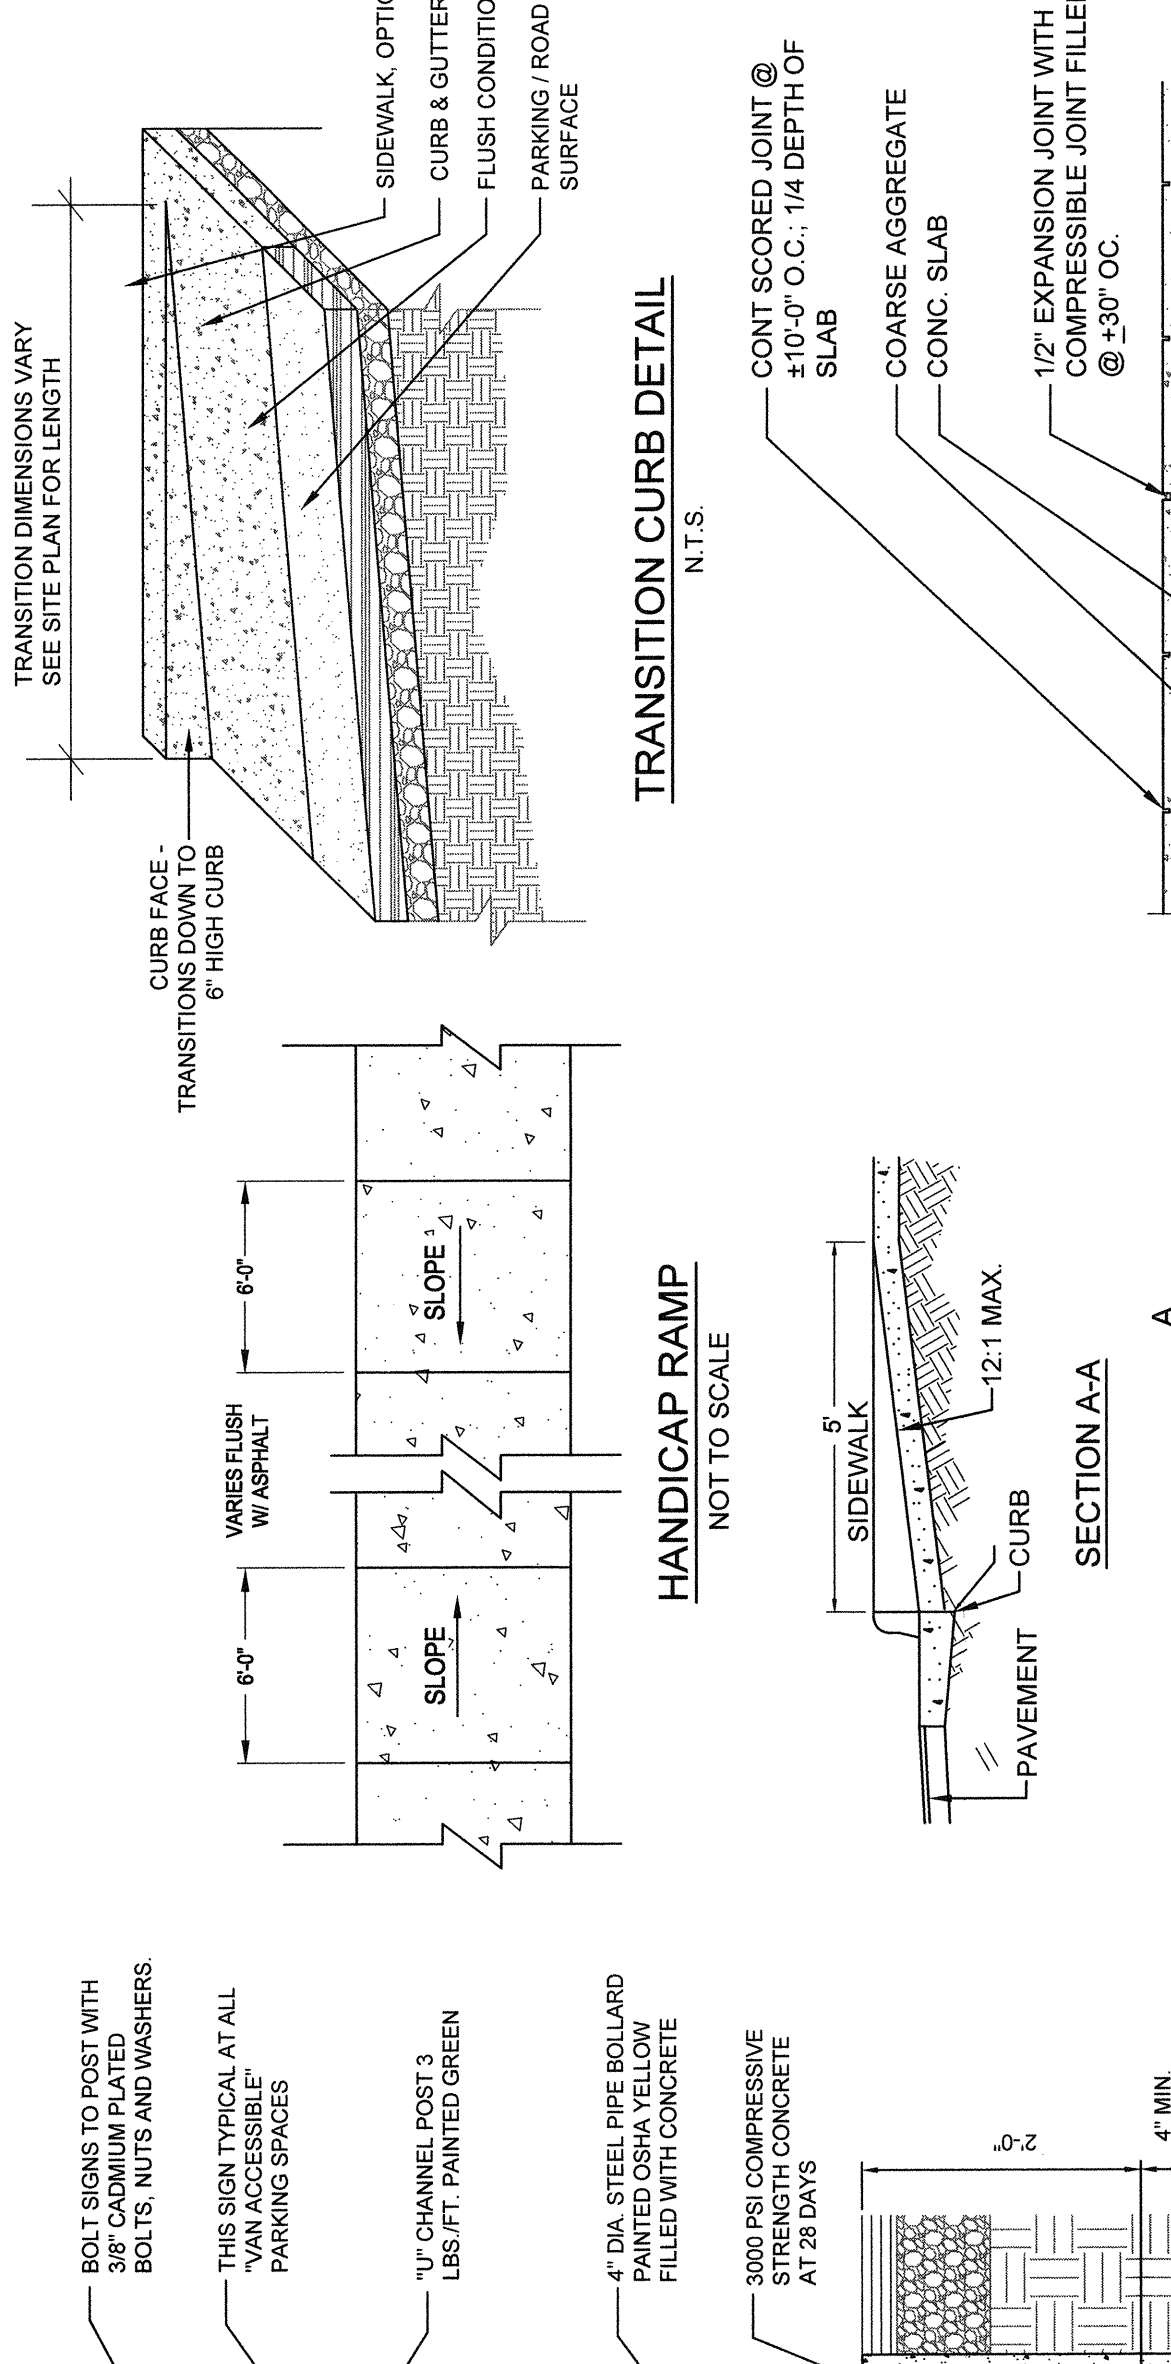 BOLT SIGNS TO POST WITH
3/8" CADMIUM PLATED
BOLTS, NUTS AND WASHERS.
THIS SIGN TYPICAL AT ALL
"VAN ACCESSIBLE"
PARKING SPACES
"U" CHANNEL POST 3
LBS./FT. PAINTED GREEN
4" DIA. STEEL PIPE BOLLARD
PAINTED OSHA YELLOW
FILLED WITH CONCRETE
3000 PSI COMPRESSIVE
STRENGTH CONCRETE
AT 28 DAYS
2'-0"
4" MIN.
6'-0"
VARIES FLUSH
W/ ASPHALT
6'-0"
SLOPE
SLOPE
HANDICAP RAMP
NOT TO SCALE
5'
SIDEWALK
12:1 MAX.
CURB
PAVEMENT
SECTION A-A
A
TRANSITION DIMENSIONS VARY
SEE SITE PLAN FOR LENGTH
CURB FACE -
TRANSITIONS DOWN TO
6" HIGH CURB
SIDEWALK,
CURB & GUTTER
FLUSH
PARKING / ROAD
SURFACE
TRANSITION CURB DETAIL
N.T.S.
CONT SCORED JOINT @
±10'-0" O.C.; 1/4 DEPTH OF
SLAB
COARSE AGGREGATE
CONC. SLAB
1/2" EXPANSION JOINT WITH
COMPRESSIBLE JOINT
@ ±30" OC.